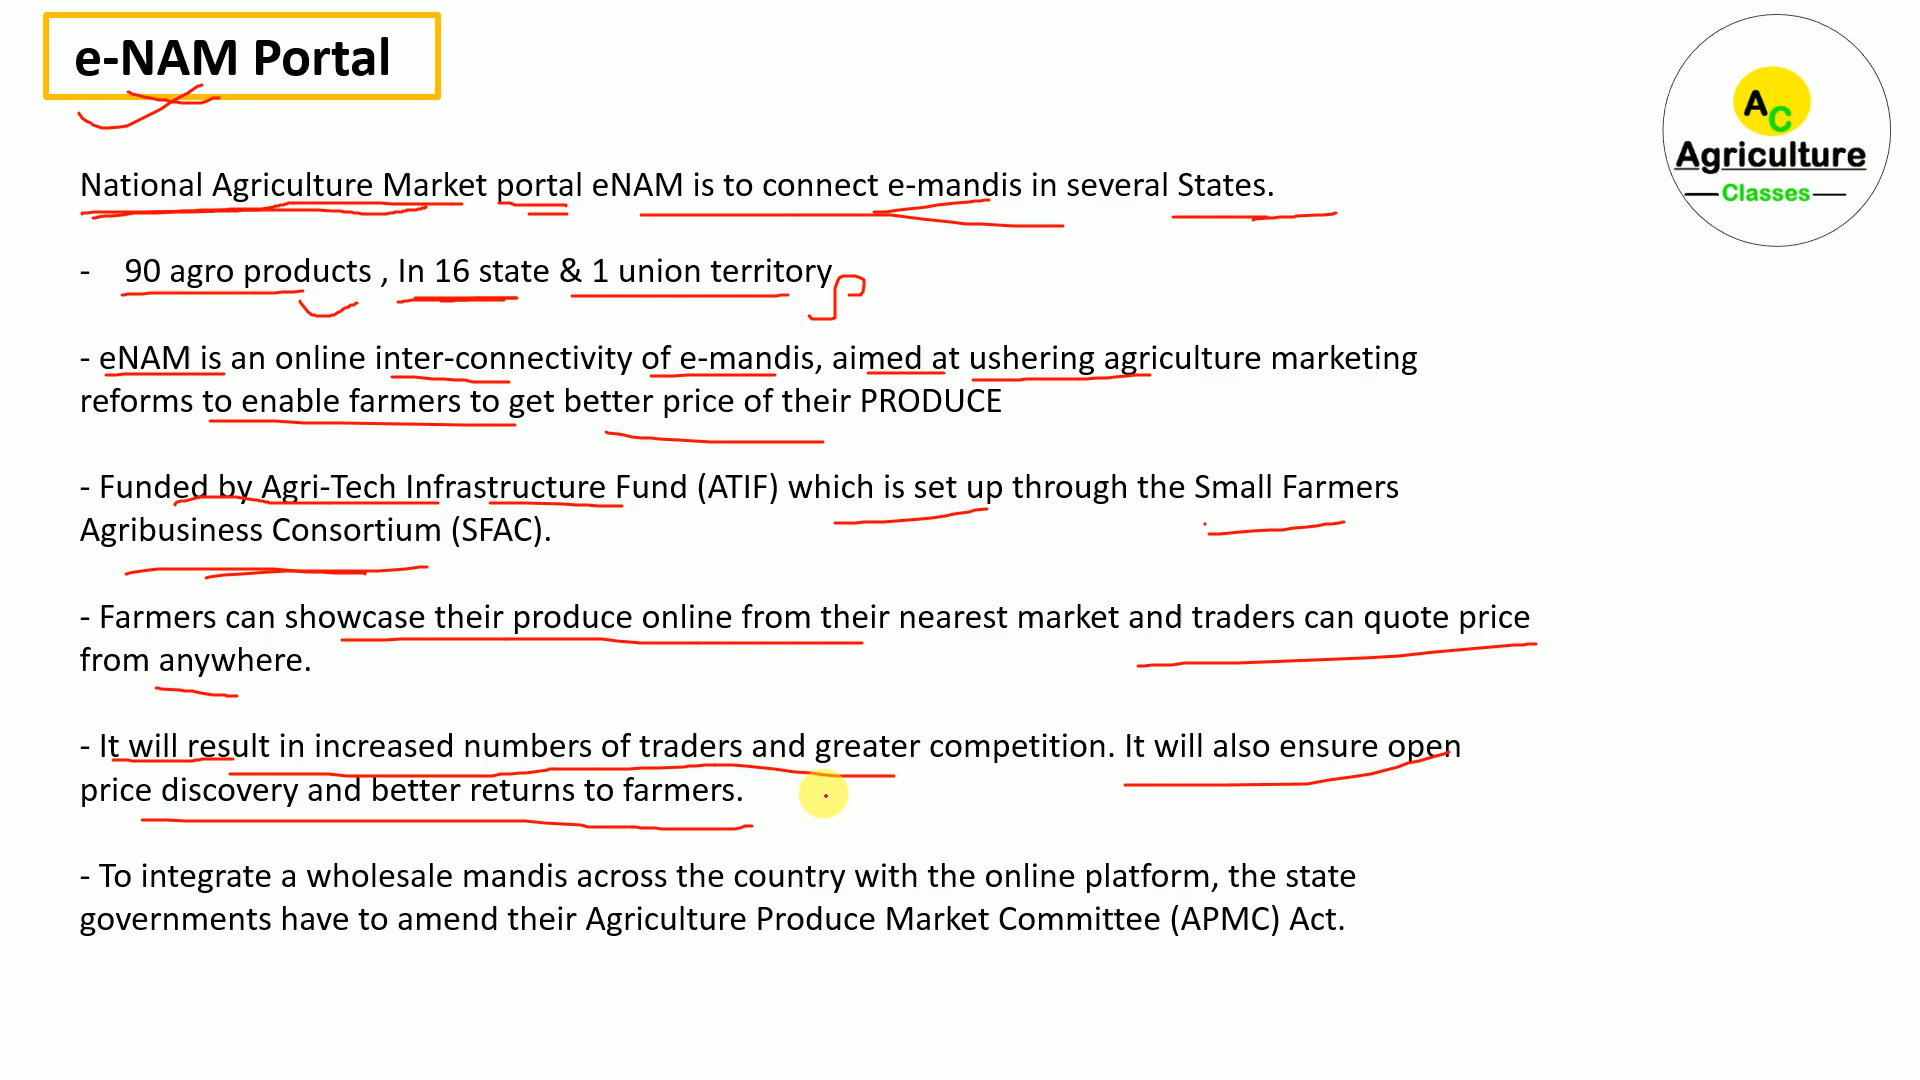 e-NAM Portal
A
C
Agriculture
Classes
National Agriculture Market portal eNAM is to connect e-mandis in several States.
- 90 agro products , In 16 state & 1 union territory
- eNAM is an online inter-connectivity of e-mandis, aimed at ushering agriculture marketing
reforms to enable farmers to get better price of their PRODUCE
- Funded by Agri-Tech Infrastructure Fund (ATIF) which is set up through the Small Farmers
Agribusiness Consortium (SFAC).
- Farmers can showcase their produce online from their nearest market and traders can quote price
from anywhere.
- It will result in increased numbers of traders and greater competition. It will also ensure open
price discovery and better returns to farmers.
- To integrate a wholesale mandis across the country with the online platform, the state
governments have to amend their Agriculture Produce Market Committee (APMC) Act.